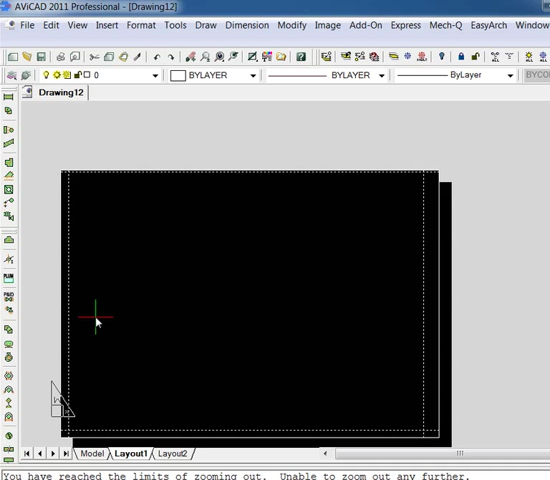 AViCAD 2011 Professional - [Drawing12]
File Edit View Insert Format Tools Draw Dimension Modify Image Add-On Express Mech-Q EasyArch Window
0 BYLAYER BYLAYER ByLayer BYCO
Drawing12
W
Model Layout1 Layout2
You have reached the limits of zooming out. Unable to zoom out any further.